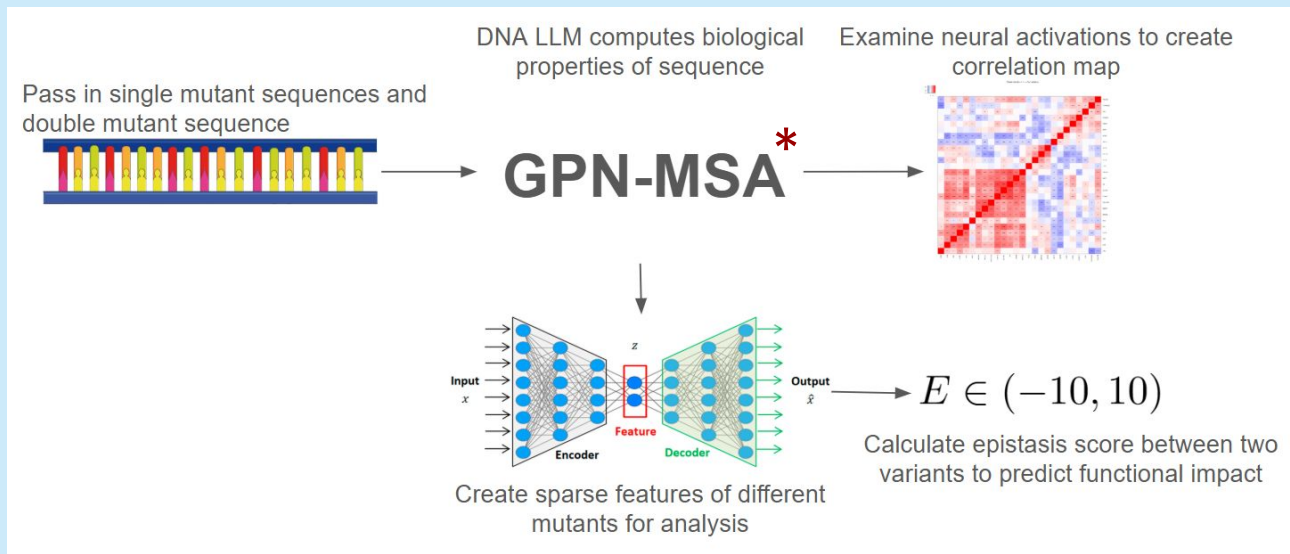 Pass in single mutant sequences and
double mutant sequence
DNA LLM computes biological
properties of sequence
GPN-MSA*
Examine neural activations to create
correlation map
Input
x
Encoder
z
Feature
Decoder
Output
x̂
Create sparse features of different
mutants for analysis
E ∈ (−10, 10)
Calculate epistasis score between two
variants to predict functional impact